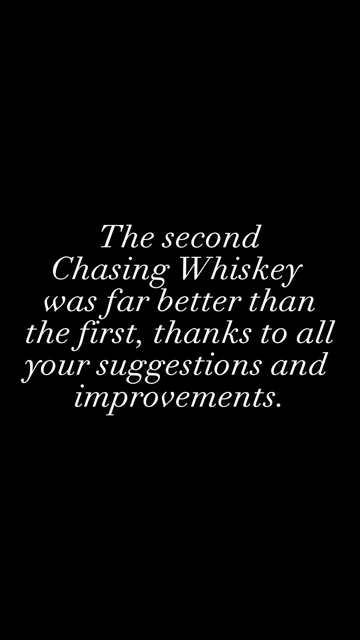 The second
Chasing Whiskey
was far better than
the first, thanks to all
your suggestions and
improvements.